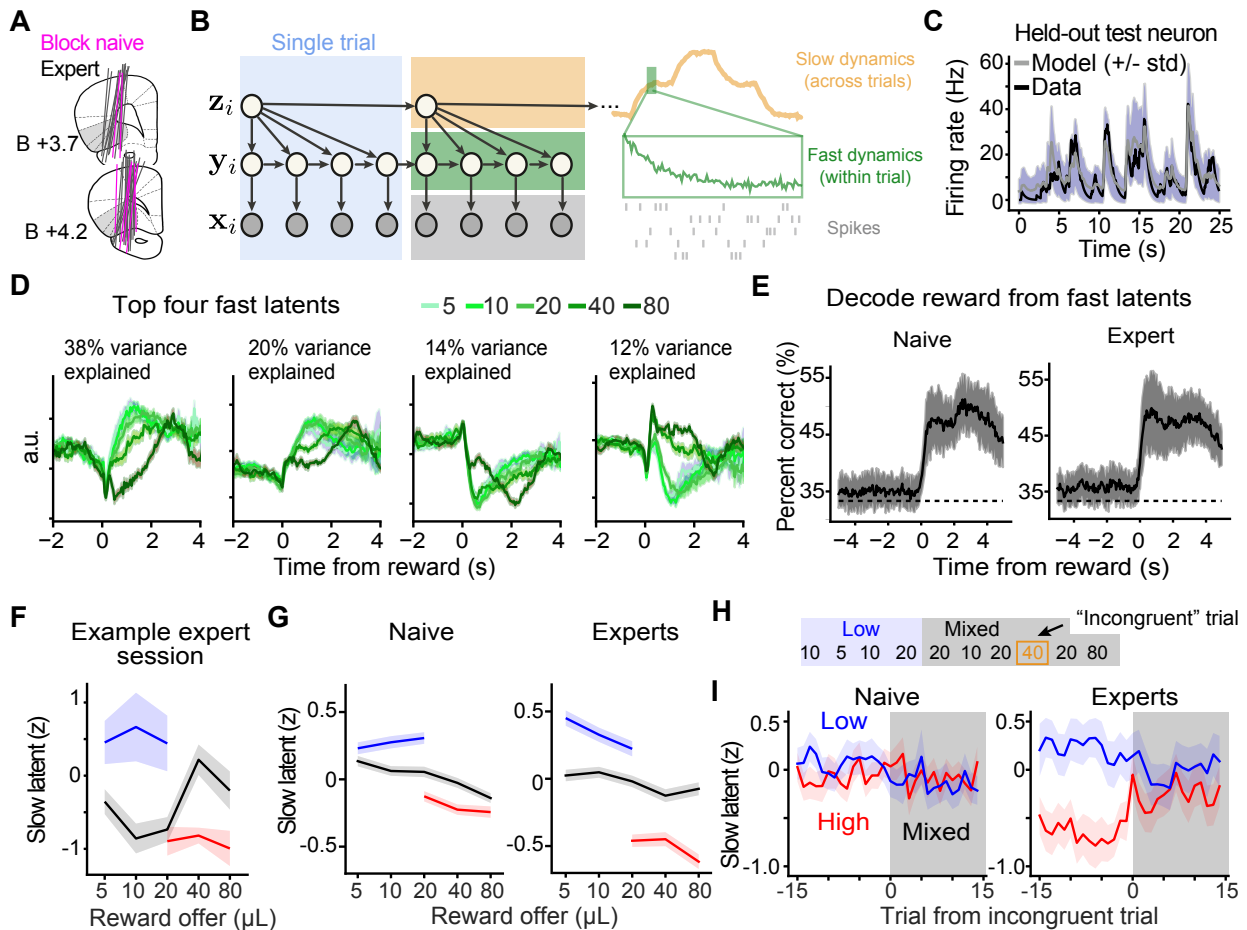 A
Block naive
Expert
B +3.7
B +4.2
B
Single trial
z_i
y_i
x_i
...
Slow dynamics
(across trials)
Fast dynamics
(within trial)
Spikes
C
Held-out test neuron
Model (+/- std)
Data
Firing rate (Hz)
60
40
20
0
0 5 10 15 20 25
Time (s)
D
Top four fast latents
5 10 20 40 80
38% variance
explained
20% variance
explained
14% variance
explained
12% variance
explained
a.u.
−2 0 2 4
−2 0 2 4
−2 0 2 4
−2 0 2 4
Time from reward (s)
E
Decode reward from fast latents
Naive
Expert
Percent correct (%)
55
45
35
55
45
35
−4 −2 0 2 4
−4 −2 0 2 4
Time from reward (s)
F
Example expert
session
Slow latent (z)
1
0
-1
5 10 20 40 80
Reward offer (µL)
G
Naive
Experts
Slow latent (z)
0.5
0
-0.5
0.5
0
-0.5
5 10 20 40 80
5 10 20 40 80
Reward offer (µL)
H
"Incongruent" trial
Low
Mixed
10 5 10 20 20 10 20 40 20 80
I
Naive
Experts
Slow latent (z)
0.5
0
-1.0
0.5
0
-1.0
Low
High
Mixed
-15 0 15
-15 0 15
Trial from incongruent trial